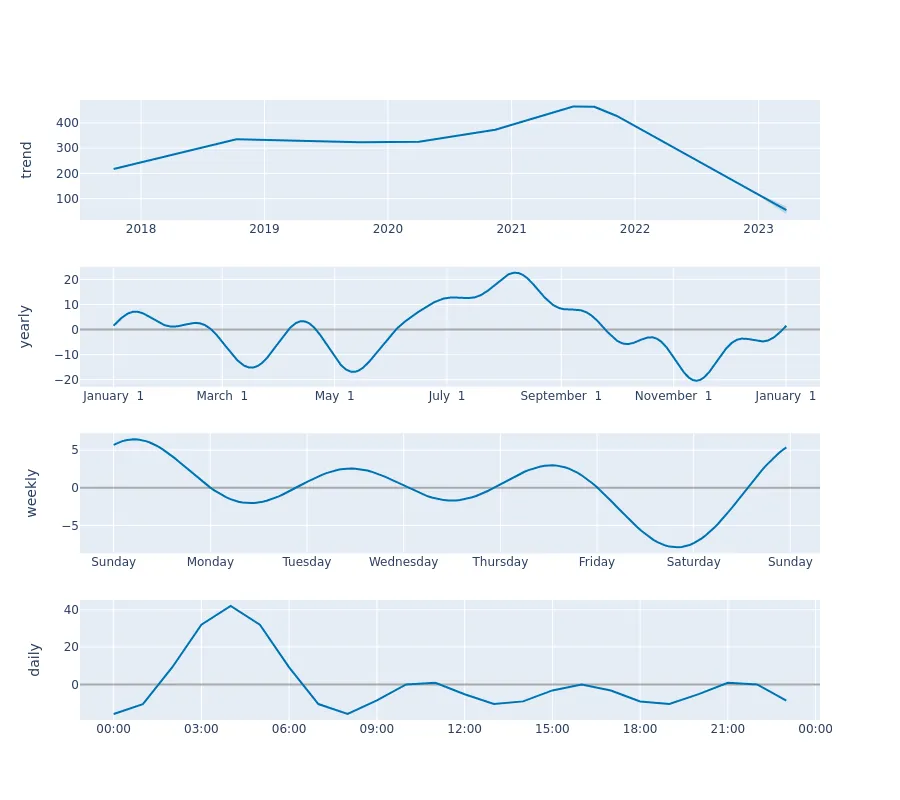 trend
400
300
200
100
2018 2019 2020 2021 2022 2023
yearly
20
10
0
−10
−20
January 1 March 1 May 1 July 1 September 1 November 1 January 1
weekly
5
0
−5
Sunday Monday Tuesday Wednesday Thursday Friday Saturday Sunday
daily
40
20
0
00:00 03:00 06:00 09:00 12:00 15:00 18:00 21:00 00:00